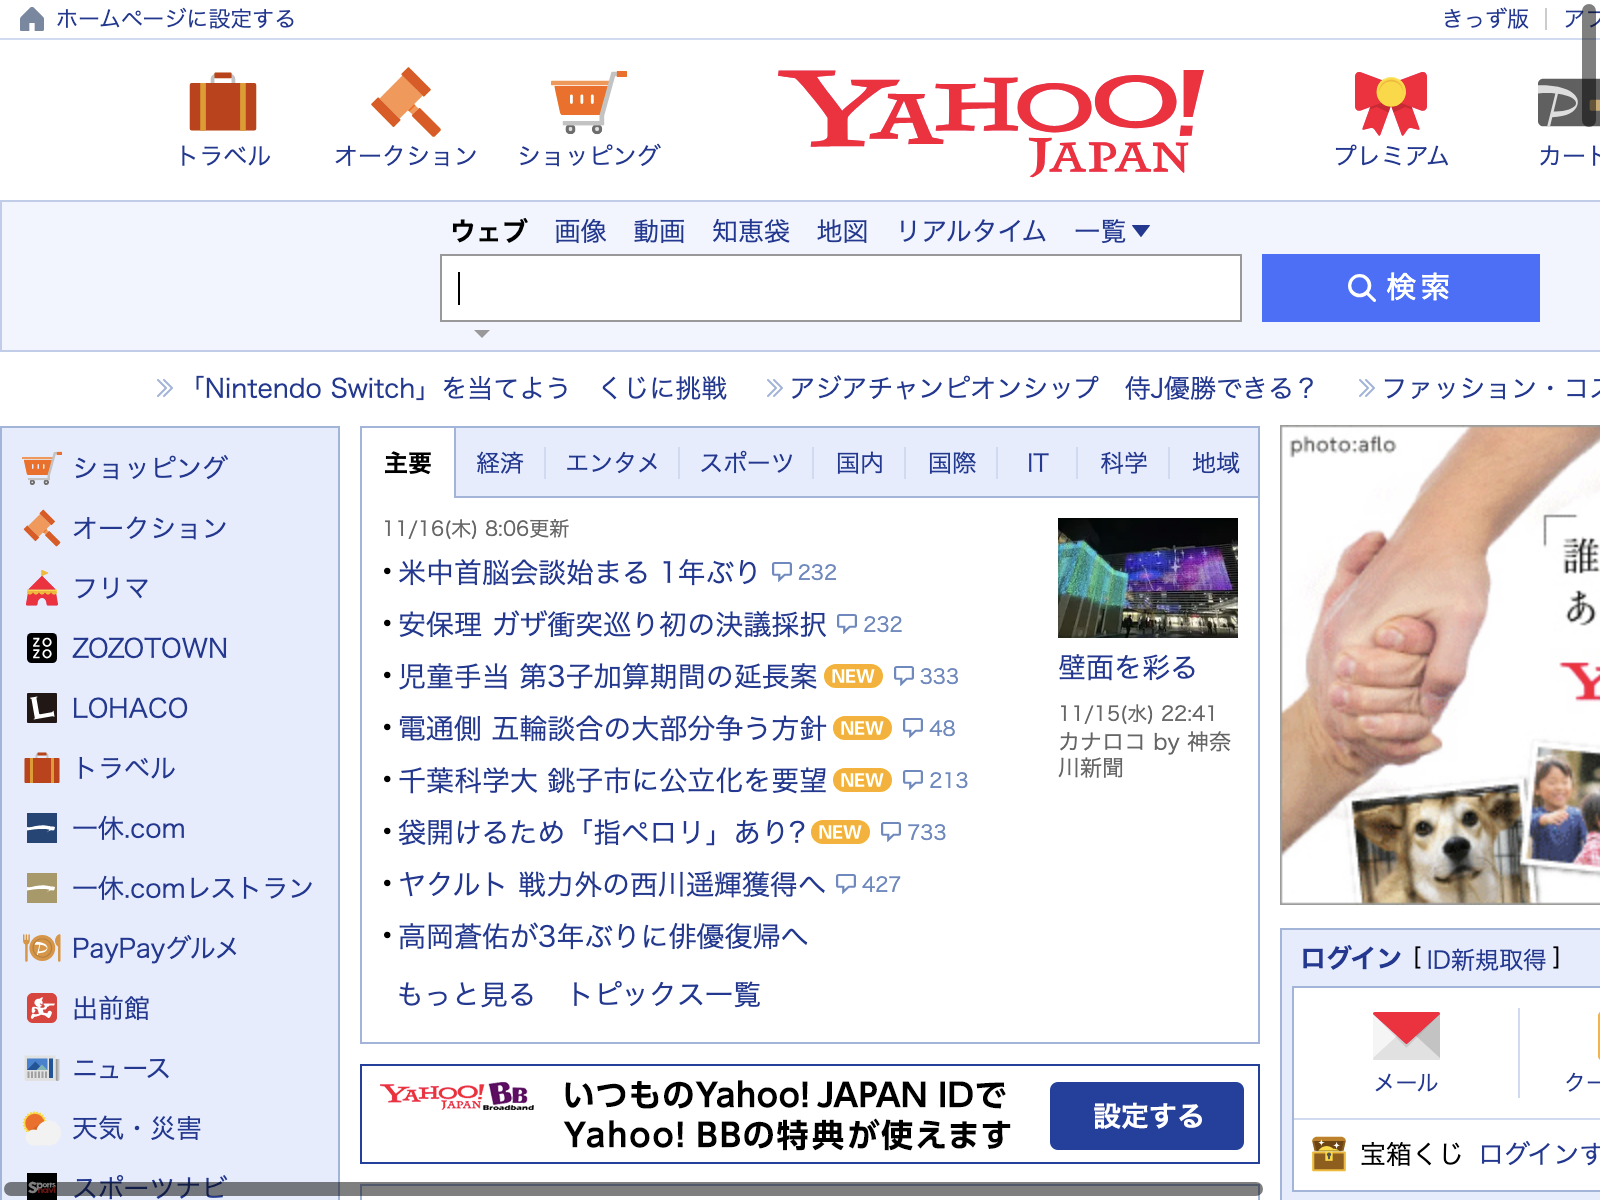 ホームページに設定する
きっず版
トラベル
オークション
ショッピング
YAHOO!
JAPAN
プレミアム
カード
ウェブ 画像 動画 知恵袋 地図 リアルタイム 一覧▼
検索
「Nintendo Switch」を当てよう くじに挑戦
アジアチャンピオンシップ 侍J優勝できる？
ファッション・コス
ショッピング
オークション
フリマ
ZOZOTOWN
LOHACO
トラベル
一休.com
一休.comレストラン
PayPayグルメ
出前館
ニュース
天気・災害
スポーツナビ
主要 経済 エンタメ スポーツ 国内 国際 IT 科学 地域
11/16(木) 8:06更新
・米中首脳会談始まる 1年ぶり 232
・安保理 ガザ衝突巡り初の決議採択 232
・児童手当 第3子加算期間の延長案 NEW 333
・電通側 五輪談合の大部分争う方針 NEW 48
・千葉科学大 銚子市に公立化を要望 NEW 213
・袋開けるため「指ペロリ」あり? NEW 733
・ヤクルト 戦力外の西川遥輝獲得へ 427
・高岡蒼佑が3年ぶりに俳優復帰へ
もっと見る トピックス一覧
壁面を彩る
11/15(水) 22:41
カナロコ by 神奈
川新聞
YAHOO! BB
JAPAN Broadband
いつものYahoo! JAPAN IDで
Yahoo! BBの特典が使えます
設定する
photo:aflo
「誰
あ
Y
ログイン [ ID新規取得 ]
メール
クー
宝箱くじ ログインす